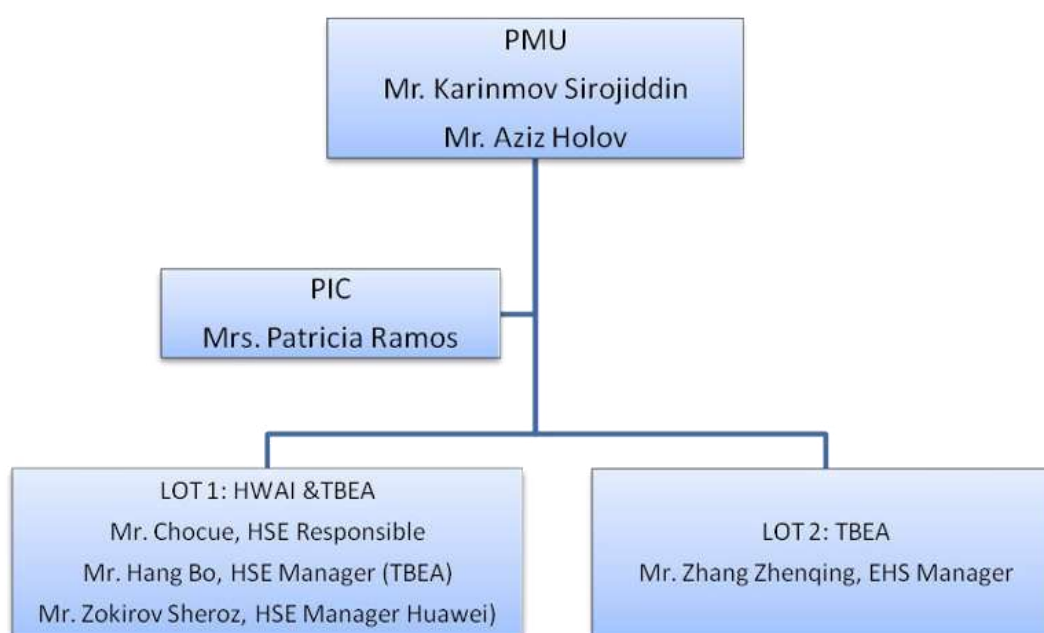 PMU
Mr. Karinmov Sirojiddin
Mr. Aziz Holov
PIC
Mrs. Patricia Ramos
LOT 1: HWAI &TBEA
Mr. Chocue, HSE Responsible
Mr. Hang Bo, HSE Manager (TBEA)
Mr. Zokirov Sheroz, HSE Manager Huawei)
LOT 2: TBEA
Mr. Zhang Zhenqing, EHS Manager